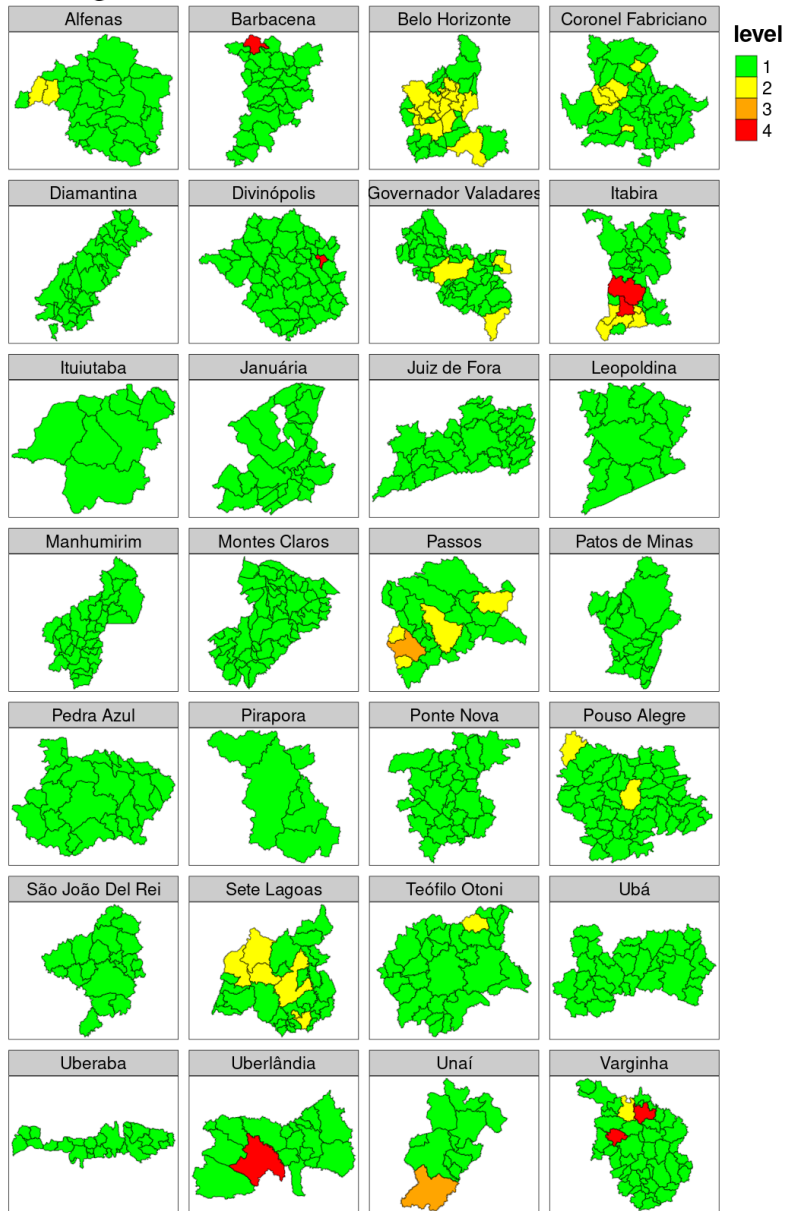 Alfenas
Barbacena
Belo Horizonte
Coronel Fabriciano
level
1
2
3
4
Diamantina
Divinópolis
Governador Valadares
Itabira
Ituiutaba
Januária
Juiz de Fora
Leopoldina
Manhumirim
Montes Claros
Passos
Patos de Minas
Pedra Azul
Pirapora
Ponte Nova
Pouso Alegre
São João Del Rei
Sete Lagoas
Teófilo Otoni
Ubá
Uberaba
Uberlândia
Unaí
Varginha